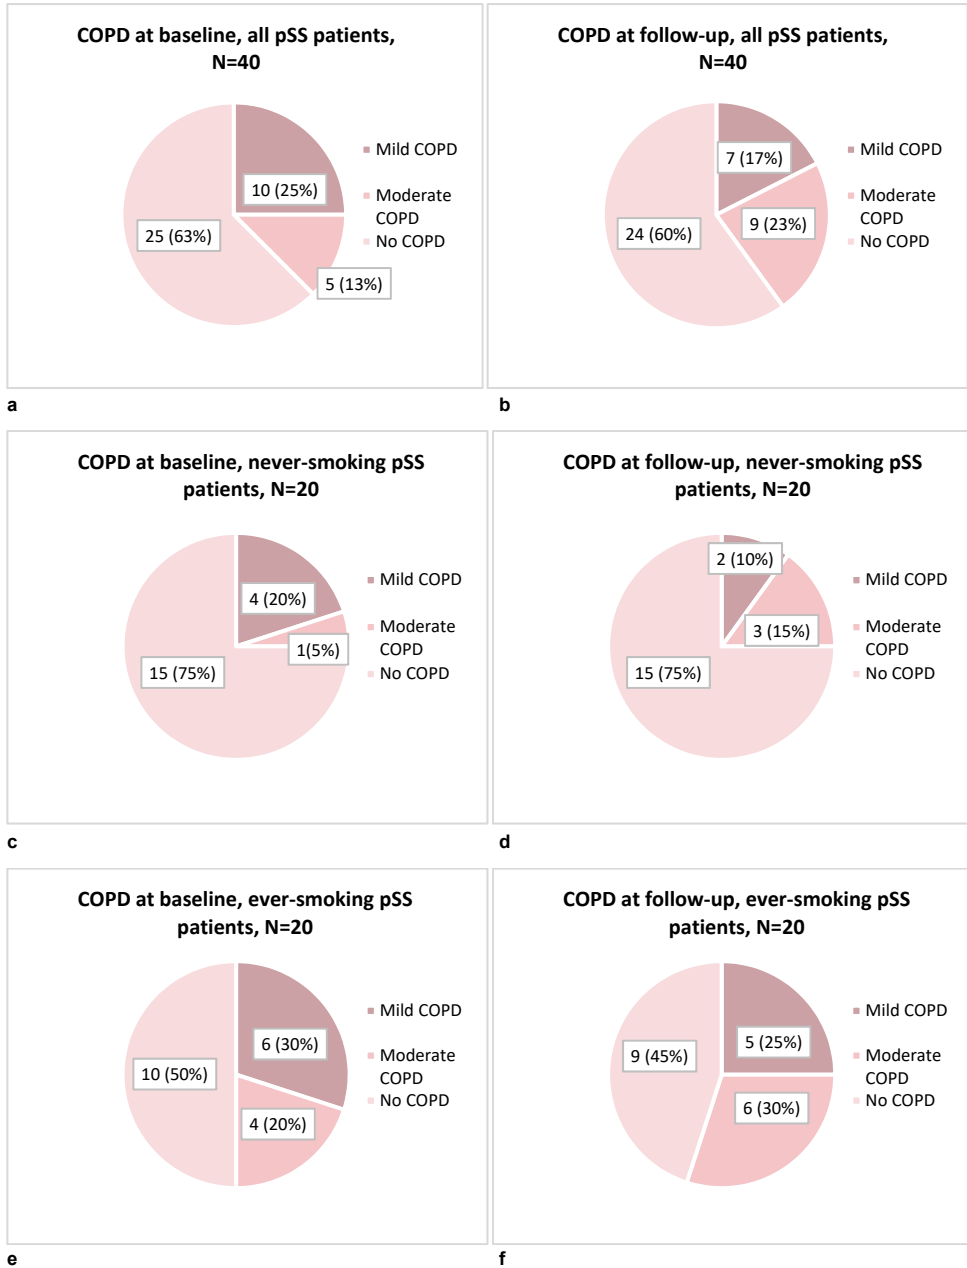 COPD at baseline, all pSS patients,
N=40
10 (25%)
25 (63%)
5 (13%)
Mild COPD
Moderate
COPD
No COPD
a
COPD at follow-up, all pSS patients,
N=40
7 (17%)
9 (23%)
24 (60%)
Mild COPD
Moderate
COPD
No COPD
b
COPD at baseline, never-smoking pSS
patients, N=20
4 (20%)
1(5%)
15 (75%)
Mild COPD
Moderate
COPD
No COPD
c
COPD at follow-up, never-smoking pSS
patients, N=20
2 (10%)
3 (15%)
15 (75%)
Mild COPD
Moderate
COPD
No COPD
d
COPD at baseline, ever-smoking pSS
patients, N=20
6 (30%)
10 (50%)
4 (20%)
Mild COPD
Moderate
COPD
No COPD
e
COPD at follow-up, ever-smoking pSS
patients, N=20
5 (25%)
9 (45%)
6 (30%)
Mild COPD
Moderate
COPD
No COPD
f